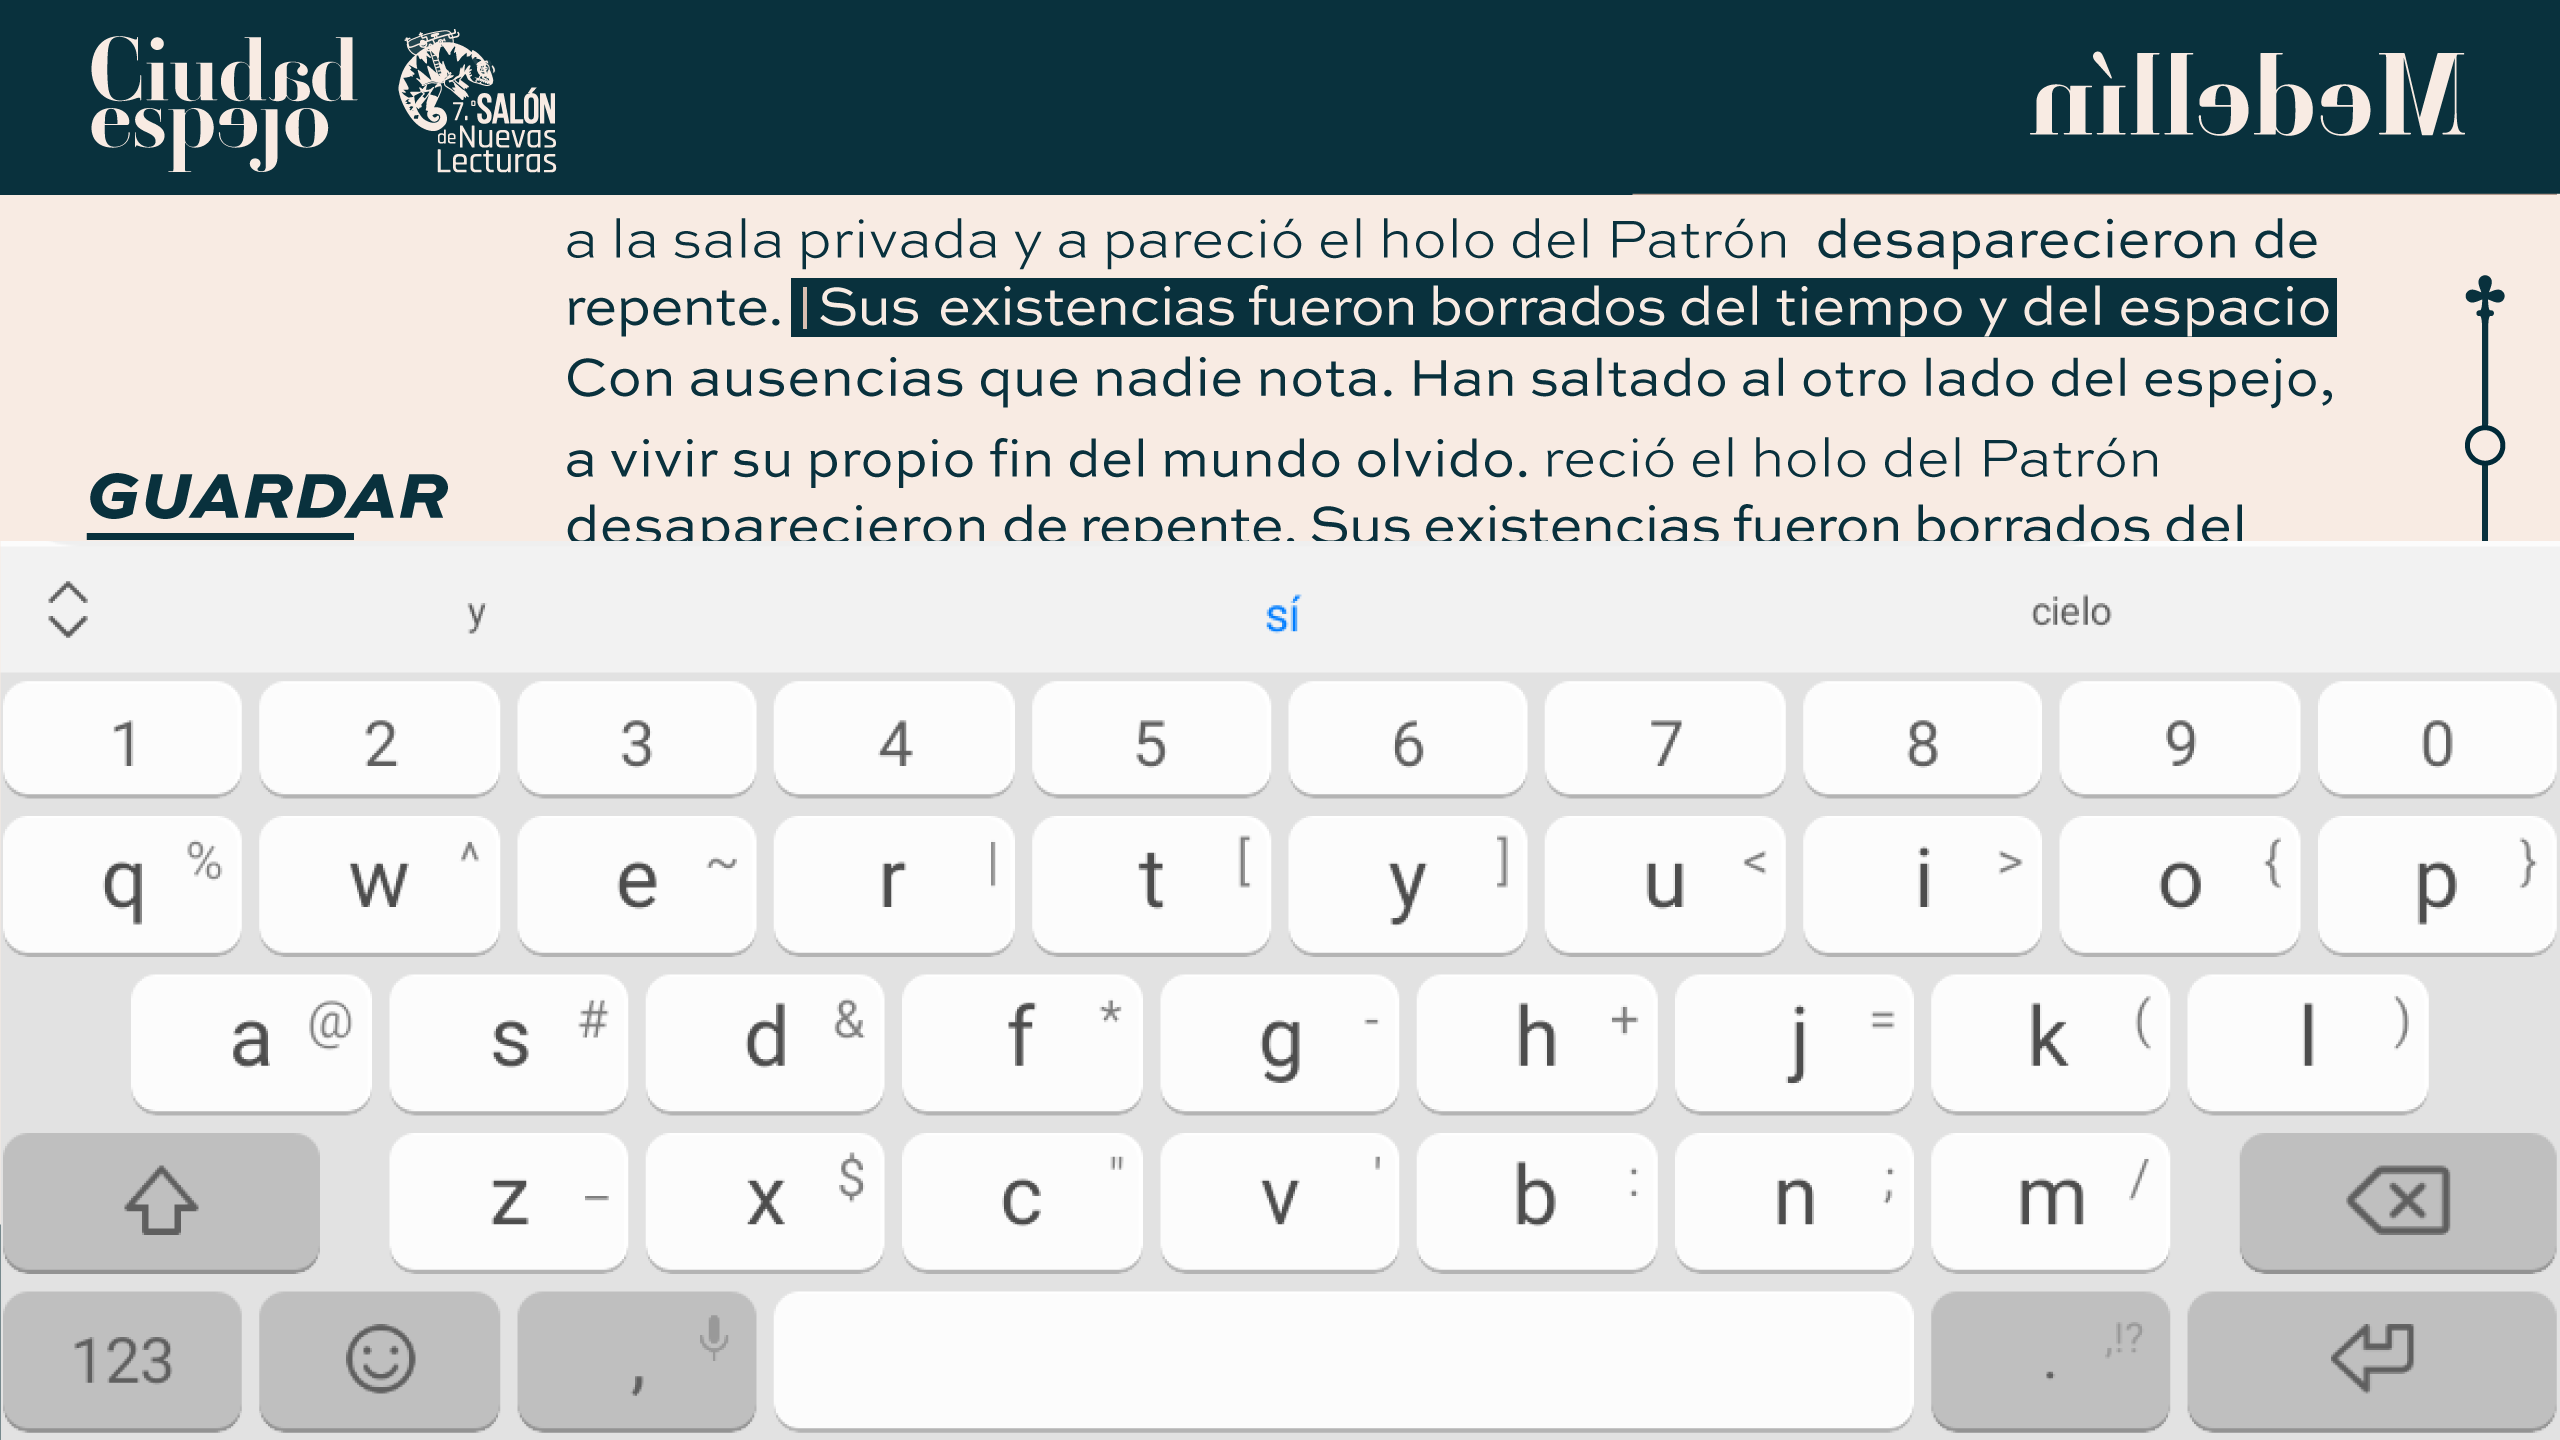 Ciudad
espejo
7.º SALÓN
de Nuevas
Lecturas
Medellín
a la sala privada y a pareció el holo del Patrón desaparecieron de
repente. |Sus existencias fueron borrados del tiempo y del espacio
Con ausencias que nadie nota. Han saltado al otro lado del espejo,
a vivir su propio fin del mundo olvido. reció el holo del Patrón
desaparecieron de repente. Sus existencias fueron borrados del
GUARDAR
y sí cielo
1 2 3 4 5 6 7 8 9 0
q % w ^ e ~ r | t [ y ] u < i > o { p }
a @ s # d & f * g - h + j = k ( l )
z _ x $ c " v ' b : n ; m /
123 , . ,!?